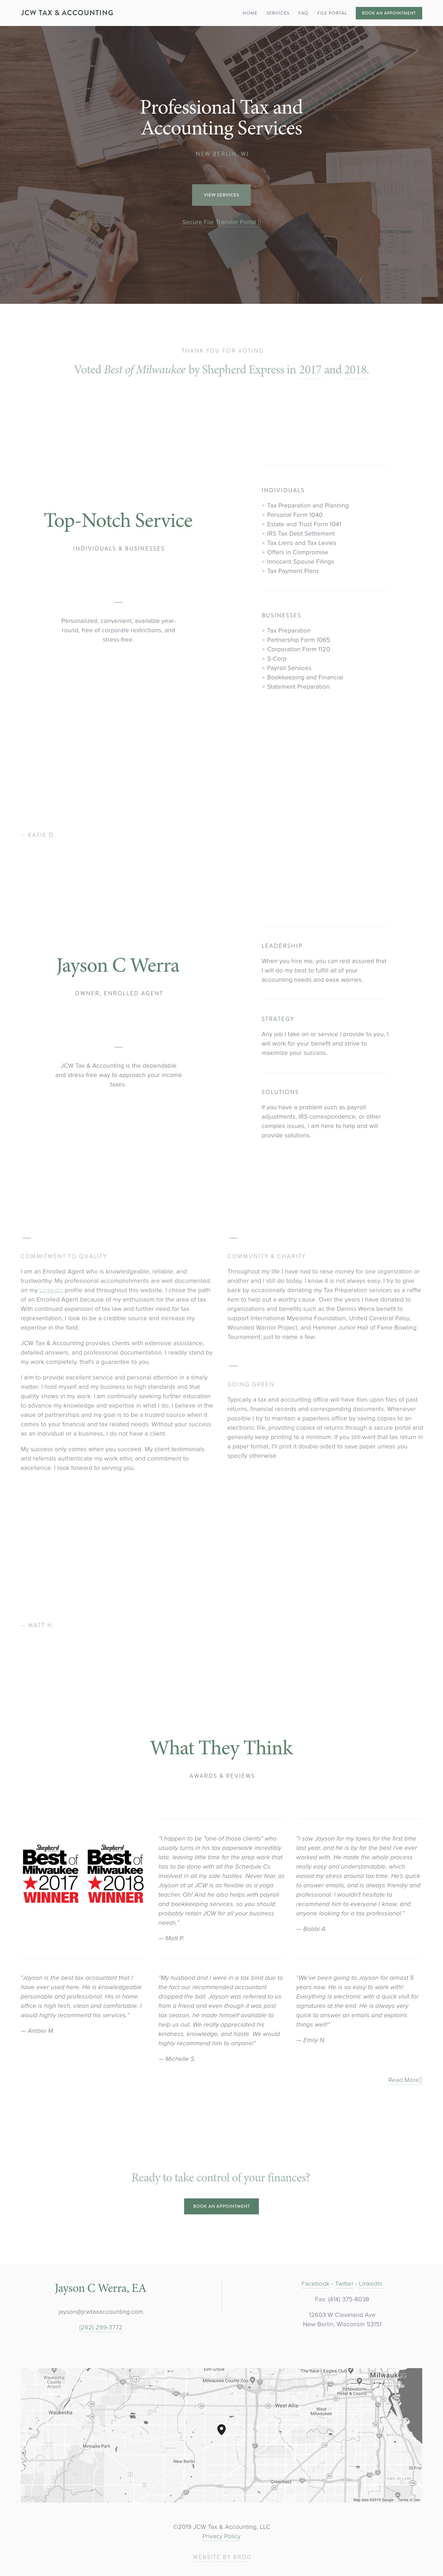 JCW TAX & ACCOUNTING
HOME SERVICES FAQ FILE PORTAL BOOK AN APPOINTMENT
Professional Tax and
Accounting Services
NEW BERLIN, WI
VIEW SERVICES
Secure File Transfer Portal
THANK YOU FOR VOTING
Voted Best of Milwaukee by Shepherd Express in 2017 and 2018.
Top-Notch Service
INDIVIDUALS & BUSINESSES
—
Personalized, convenient, available year-
round, free of corporate restrictions, and
stress-free.
INDIVIDUALS
+ Tax Preparation and Planning
+ Personal Form 1040
+ Estate and Trust Form 1041
+ IRS Tax Debt Settlement
+ Tax Liens and Tax Levies
+ Offers in Compromise
+ Innocent Spouse Filings
+ Tax Payment Plans
BUSINESSES
+ Tax Preparation
+ Partnership Form 1065
+ Corporation Form 1120
+ S-Corp
+ Payroll Services
+ Bookkeeping and Financial
+ Statement Preparation
— KATIE D.
Jayson C Werra
OWNER, ENROLLED AGENT
—
JCW Tax & Accounting is the dependable
and stress-free way to approach your income
taxes.
LEADERSHIP
When you hire me, you can rest assured that
I will do my best to fulfill all of your
accounting needs and ease worries.
STRATEGY
Any job I take on or service I provide to you, I
will work for your benefit and strive to
maximize your success.
SOLUTIONS
If you have a problem such as payroll
adjustments, IRS correspondence, or other
complex issues, I am here to help and will
provide solutions.
—
COMMITMENT TO QUALITY
I am an Enrolled Agent who is knowledgeable, reliable, and
trustworthy. My professional accomplishments are well documented
on my LinkedIn profile and throughout this website. I chose the path
of an Enrolled Agent because of my enthusiasm for the area of tax.
With continued expansion of tax law and further need for tax
representation, I look to be a credible source and increase my
expertise in the field.
JCW Tax & Accounting provides clients with extensive assistance,
detailed answers, and professional documentation. I readily stand by
my work completely, that's a guarantee to you.
I aim to provide excellent service and personal attention in a timely
matter. I hold myself and my business to high standards and that
quality shows in my work. I am continually seeking further education
to advance my knowledge and expertise in what I do. I believe in the
value of partnerships and my goal is to be a trusted source when it
comes to your financial and tax related needs. Without your success
as an individual or a business, I do not have a client.
My success only comes when you succeed. My client testimonials
and referrals authenticate my work ethic and commitment to
excellence. I look forward to serving you.
—
COMMUNITY & CHARITY
Throughout my life I have had to raise money for one organization or
another and I still do today. I know it is not always easy. I try to give
back by occasionally donating my Tax Preparation services as a raffle
item to help out a worthy cause. Over the years I have donated to
organizations and benefits such as the Dennis Werra benefit to
support International Myeloma Foundation, United Cerebral Palsy,
Wounded Warrior Project, and Hammer Junior Hall of Fame Bowling
Tournament, just to name a few.
—
GOING GREEN
Typically a tax and accounting office will have files upon files of past
returns, financial records and corresponding documents. Whenever
possible I try to maintain a paperless office by saving copies to an
electronic file, providing copies of returns through a secure portal and
generally keep printing to a minimum. If you still want that tax return in
a paper format, I'll print it double-sided to save paper unless you
specify otherwise.
— MATT H.
What They Think
AWARDS & REVIEWS
Shepherd
Best of
Milwaukee
2017
WINNER
Shepherd
Best of
Milwaukee
2018
WINNER
"I happen to be "one of those clients" who
usually turns in his tax paperwork incredibly
late, leaving little time for the prep work that
has to be done with all the Schedule Cs
involved in all my side hustles. Never fear, as
Jayson at at JCW is as flexible as a yoga
teacher. Oh! And he also helps with payroll
and bookkeeping services, so you should
probably retain JCW for all your business
needs."
— Matt P.
"I saw Jayson for my taxes for the first time
last year, and he is by far the best I've ever
worked with. He made the whole process
really easy and understandable, which
eased my stress around tax time. He's quick
to answer emails, and is always friendly and
professional. I wouldn't hesitate to
recommend him to everyone I know, and
anyone looking for a tax professional."
— Bobbi A.
"Jayson is the best tax accountant that I
have ever used. He is knowledgeable
personable and professional. His in home
office is high tech, clean and comfortable. I
would highly recommend his services."
— Amber M.
"My husband and I were in a tax bind due to
the fact our recommended accountant
dropped the ball. Jayson was referred to us
from a friend and even though it was post
tax season, he made himself available to
help us out. We really appreciated his
kindness, knowledge, and haste. We would
highly recommend him to anyone!"
— Michelle S.
"We've been going to Jayson for almost 5
years now. He is so easy to work with!
Everything is electronic with a quick visit for
signatures at the end. He is always very
quick to answer an emails and explains
things well!"
— Emily N.
Read More
Ready to take control of your finances?
BOOK AN APPOINTMENT
Jayson C Werra, EA
jayson@jcwtaxaccounting.com
(262) 299-3772
Facebook - Twitter - LinkedIn
Fax: (414) 375-8038
12603 W Cleveland Ave
New Berlin, Wisconsin 53151
Waukesha
County
Airport
Elm Grove
Milwaukee County Zoo
The Rave | Eagles Club
Milwaukee
Potawatomi
Hotel & Casino
Waukesha
West Allis
West
Milwaukee
Minooka Park
New Berlin
Greenfield
St Fran
Map data ©2019 Google Terms of Use
©2019 JCW Tax & Accounting, LLC
Privacy Policy
WEBSITE BY BROG